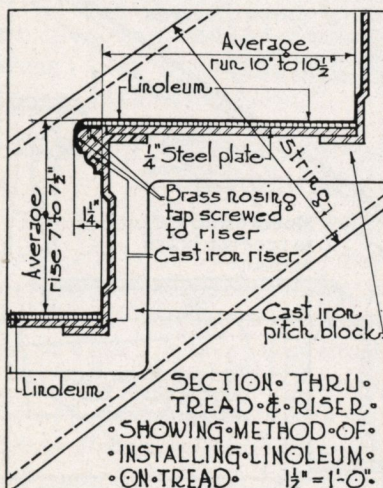 Average
run 10" to 10½"
Linoleum
¼" Steel plate
String
Brass nosing
tap screwed
to riser
1¼"
Average
rise 7" to 7½"
Cast iron riser
Cast iron
pitch block
Linoleum
SECTION·THRU·
TREAD·&·RISER·
·SHOWING·METHOD·OF·
·INSTALLING·LINOLEUM·
·ON·TREAD· 1½"=1'-0"·